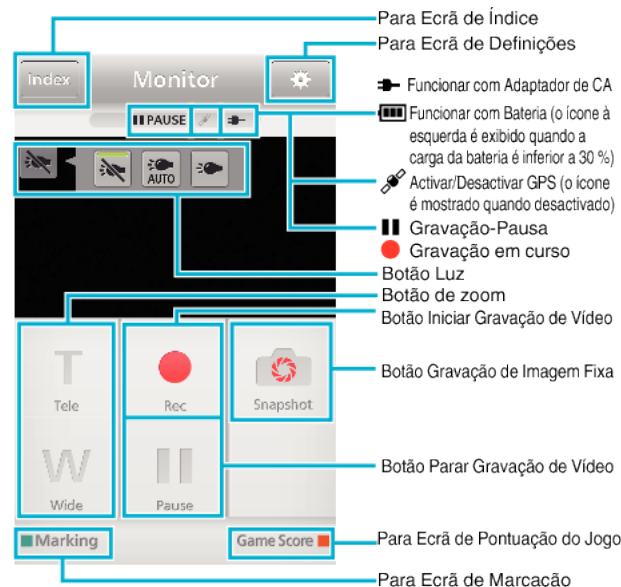 Para Ecrã de Índice
Para Ecrã de Definições
Index
Monitor
Funcionar com Adaptador de CA
PAUSE
Funcionar com Bateria (o ícone à
esquerda é exibido quando a
carga da bateria é inferior a 30 %)
AUTO
Activar/Desactivar GPS (o ícone
é mostrado quando desactivado)
Gravação-Pausa
Gravação em curso
Botão Luz
Botão de zoom
Botão Iniciar Gravação de Vídeo
T
Tele
Rec
Snapshot
Botão Gravação de Imagem Fixa
W
Wide
Pause
Botão Parar Gravação de Vídeo
Marking
Game Score
Para Ecrã de Pontuação do Jogo
Para Ecrã de Marcação